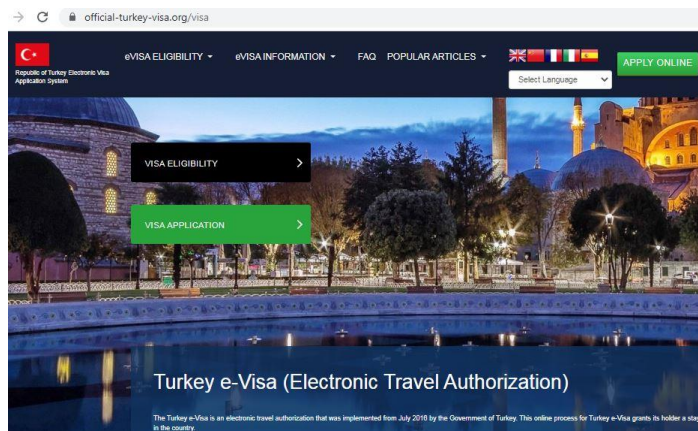 official-turkey-visa.org/visa
eVISA ELIGIBILITY
eVISA INFORMATION
FAQ
POPULAR ARTICLES
APPLY ONLINE
Republic of Turkey Electronic Visa
Application System
Select Language
VISA ELIGIBILITY
VISA APPLICATION
Turkey e-Visa (Electronic Travel Authorization)
The Turkey e-Visa is an electronic travel authorization that was implemented from July 2016 by the Government of Turkey. This online process for Turkey e-Visa grants its holder a stay
in the country.